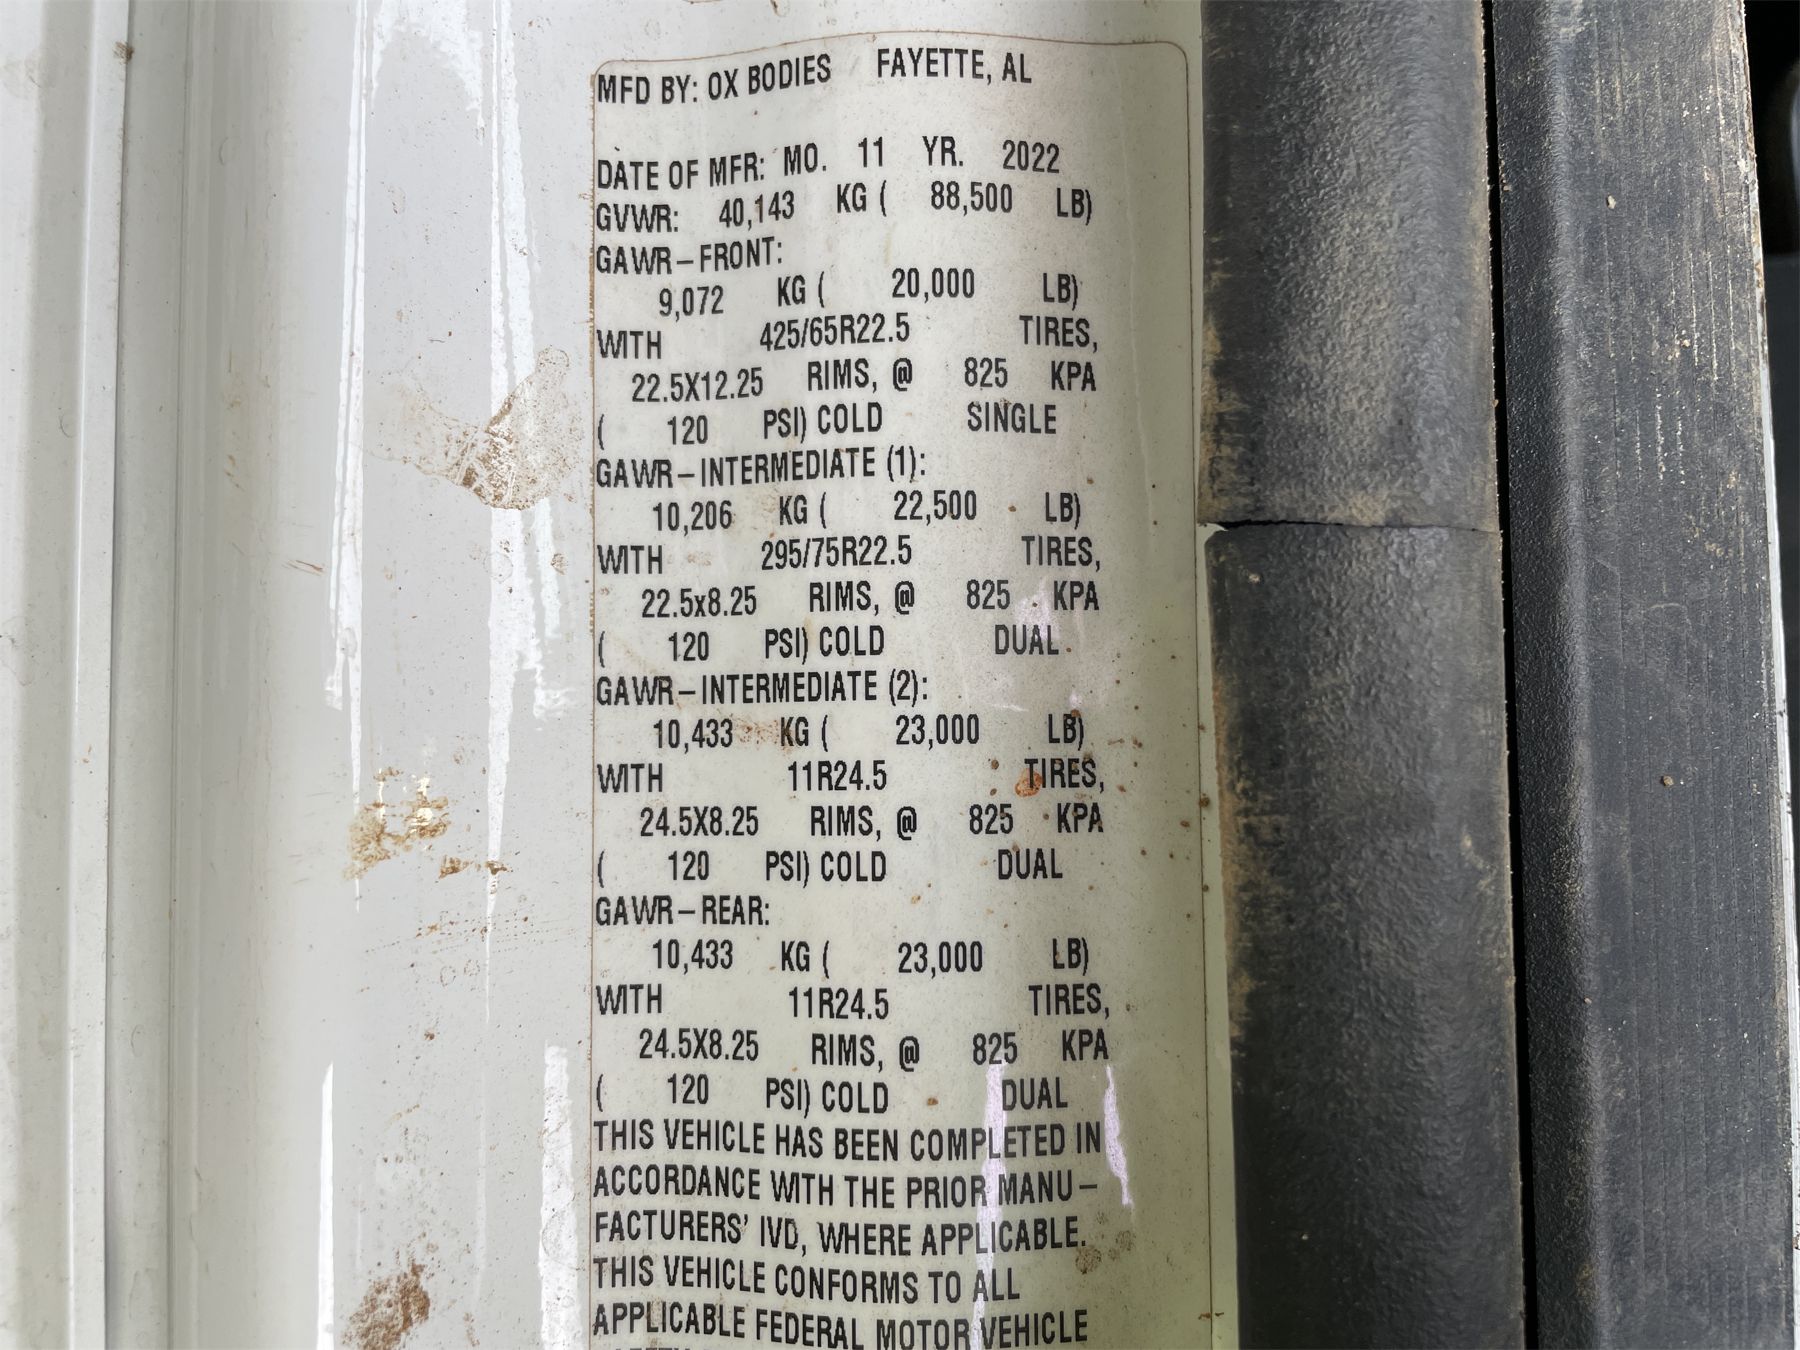 MFD BY: OX BODIES FAYETTE, AL
DATE OF MFR: MO. 11 YR. 2022
GVWR: 40,143 KG ( 88,500 LB)
GAWR-FRONT:
9,072 KG ( 20,000 LB)
WITH 425/65R22.5 TIRES,
22.5X12.25 RIMS, @ 825 KPA
( 120 PSI) COLD SINGLE
GAWR-INTERMEDIATE (1):
10,206 KG ( 22,500 LB)
WITH 295/75R22.5 TIRES,
22.5x8.25 RIMS, @ 825 KPA
( 120 PSI) COLD DUAL
GAWR-INTERMEDIATE (2):
10,433 KG ( 23,000 LB)
WITH 11R24.5 TIRES,
24.5X8.25 RIMS, @ 825 KPA
( 120 PSI) COLD DUAL
GAWR-REAR:
10,433 KG ( 23,000 LB)
WITH 11R24.5 TIRES,
24.5X8.25 RIMS, @ 825 KPA
( 120 PSI) COLD DUAL
THIS VEHICLE HAS BEEN COMPLETED IN
ACCORDANCE WITH THE PRIOR MANU-
FACTURERS' IVD, WHERE APPLICABLE.
THIS VEHICLE CONFORMS TO ALL
APPLICABLE FEDERAL MOTOR VEHICLE